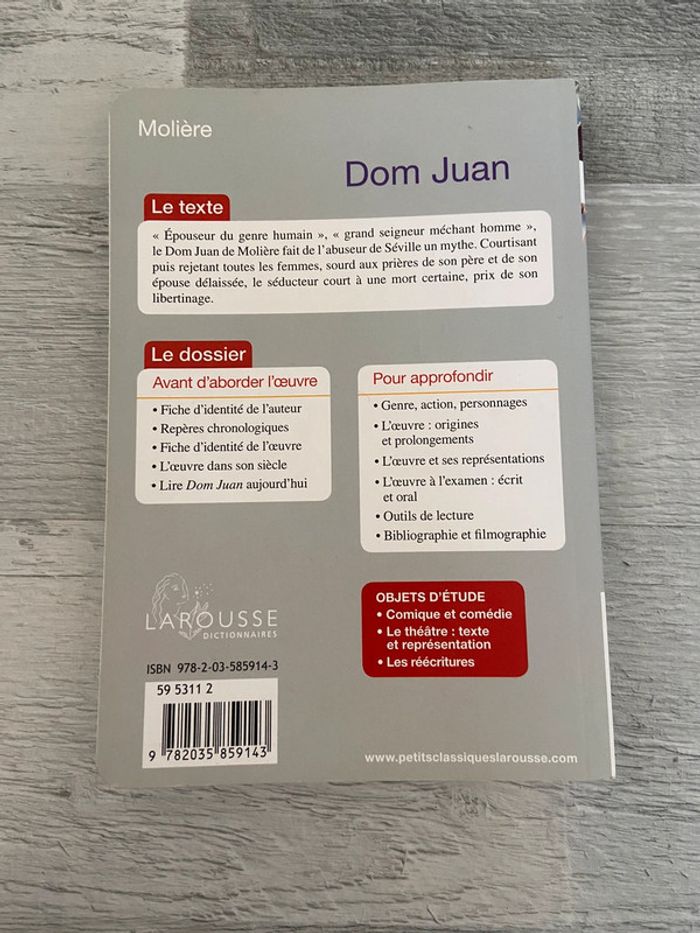 Molière
Dom Juan
Le texte
« Épouseur du genre humain », « grand seigneur méchant homme »,
le Dom Juan de Molière fait de l'abuseur de Séville un mythe. Courtisant
puis rejetant toutes les femmes, sourd aux prières de son père et de son
épouse délaissée, le séducteur court à une mort certaine, prix de son
libertinage.
Le dossier
Avant d'aborder l'œuvre
• Fiche d'identité de l'auteur
• Repères chronologiques
• Fiche d'identité de l'œuvre
• L'œuvre dans son siècle
• Lire Dom Juan aujourd'hui
Pour approfondir
• Genre, action, personnages
• L'œuvre : origines
et prolongements
• L'œuvre et ses représentations
• L'œuvre à l'examen : écrit
et oral
• Outils de lecture
• Bibliographie et filmographie
LAROUSSE
DICTIONNAIRES
OBJETS D'ÉTUDE
• Comique et comédie
• Le théâtre : texte
et représentation
• Les réécritures
ISBN 978-2-03-585914-3
59 5311 2
9 782035 859143
www.petitsclassiqueslarousse.com